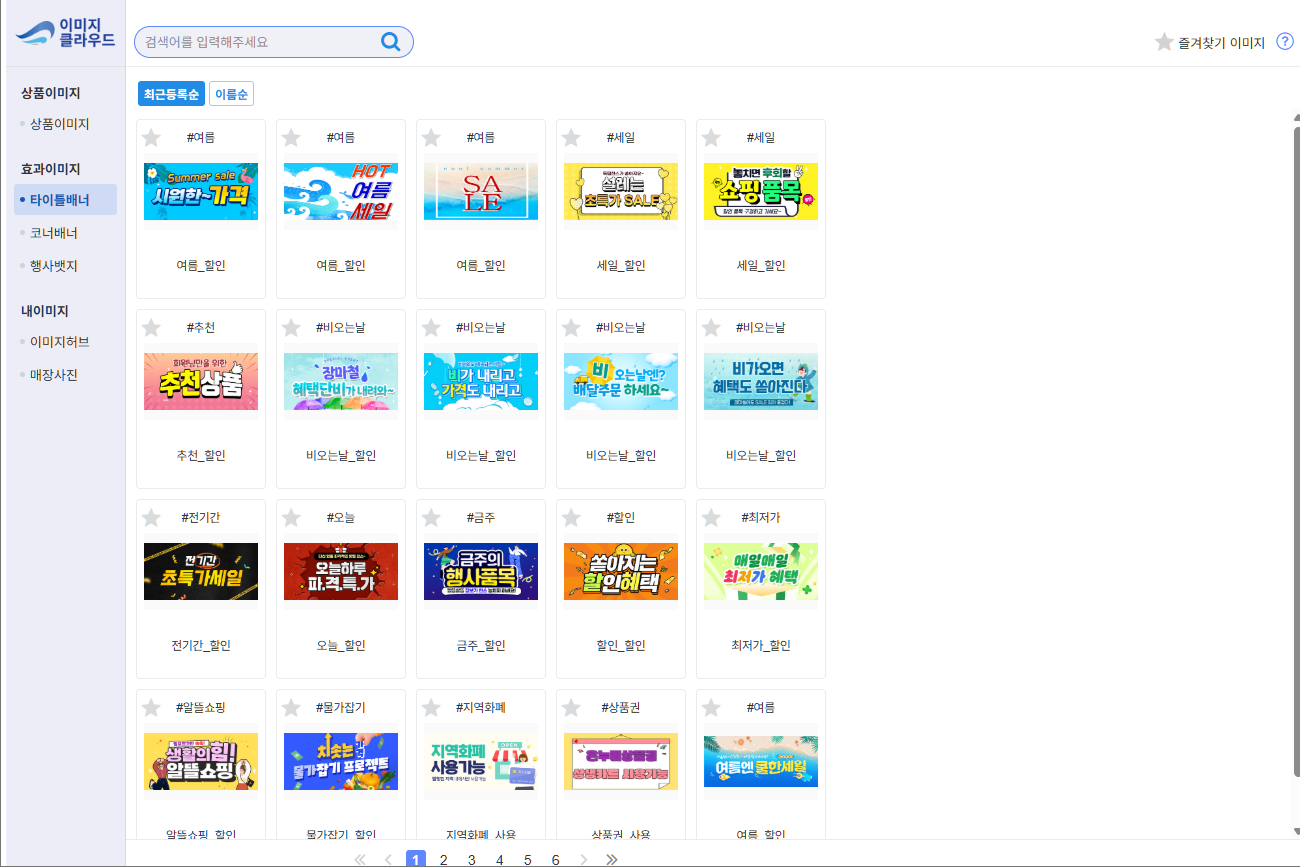 이미지
클라우드
검색어를 입력해주세요
즐겨찾기 이미지 ?
상품이미지
상품이미지
효과이미지
타이틀배너
코너배너
행사뱃지
내이미지
이미지허브
매장사진
최근등록순 이름순
#여름
Summer sale
시원한~가격
여름_할인
#여름
HOT
여름
세일
여름_할인
#여름
SA
LE
여름_할인
#세일
설레는
초특가 SALE
세일_할인
#세일
놓치면 후회할
쇼핑품목
세일_할인
#추천
회원님만을 위한
추천상품
추천_할인
#비오는날
장마철
혜택단비가 내려와~
비오는날_할인
#비오는날
비가 내리고
가격도 내리고
비오는날_할인
#비오는날
비 오는날엔?
배달주문 하세요~
비오는날_할인
#비오는날
비가오면
혜택도 쏟아진다
비오는날_할인
#전기간
전기간
초특가세일
전기간_할인
#오늘
오늘하루
파.격.특.가
오늘_할인
#금주
금주의
행사품목
금주_할인
#할인
쏟아지는
할인혜택
할인_할인
#최저가
매일매일
최저가 혜택
최저가_할인
#알뜰쇼핑
생활의힘!
알뜰쇼핑
알뜰쇼핑_할인
#물가잡기
치솟는
물가잡기 프로젝트
물가잡기_할인
#지역화폐
OPEN
지역화폐
사용가능
지역화폐_사용
#상품권
온누리상품권
상생카드 사용가능
상품권_사용
#여름
여름엔 쿨한세일
여름_할인
1 2 3 4 5 6